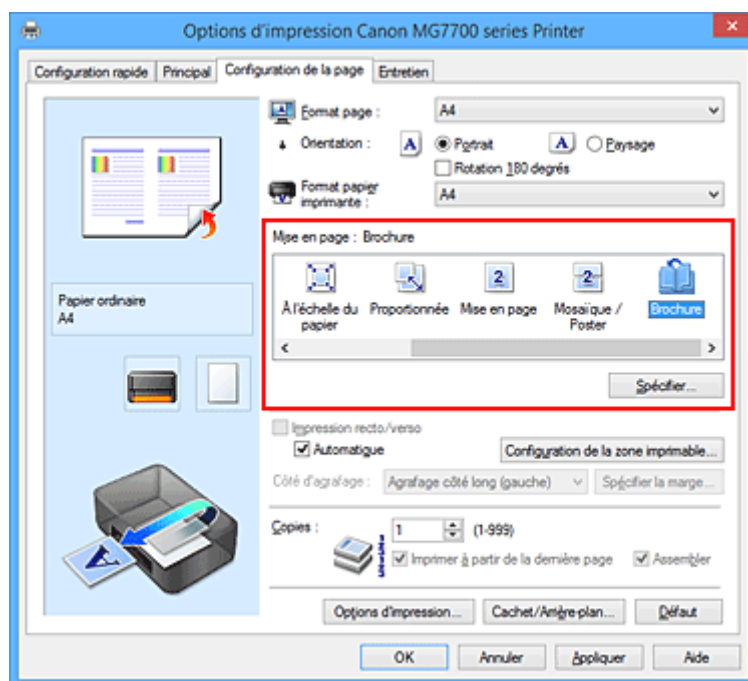 Options d'impression Canon MG7700 series Printer
Configuration rapide Principal Configuration de la page Entretien
Format page : A4
Orientation : A Portrait A Paysage
Rotation 180 degrés
Format papier
imprimante : A4
Mise en page : Brochure
À l'échelle du
papier
Proportionnée
Mise en page
Mosaïque /
Poster
Brochure
Spécifier...
Papier ordinaire
A4
Impression recto/verso
Automatique
Configuration de la zone imprimable...
Côté d'agrafage : Agrafage côté long (gauche) Spécifier la marge...
Copies : 1 (1-999)
Imprimer à partir de la dernière page Assembler
Options d'impression... Cachet/Arrière-plan... Défaut
OK Annuler Appliquer Aide